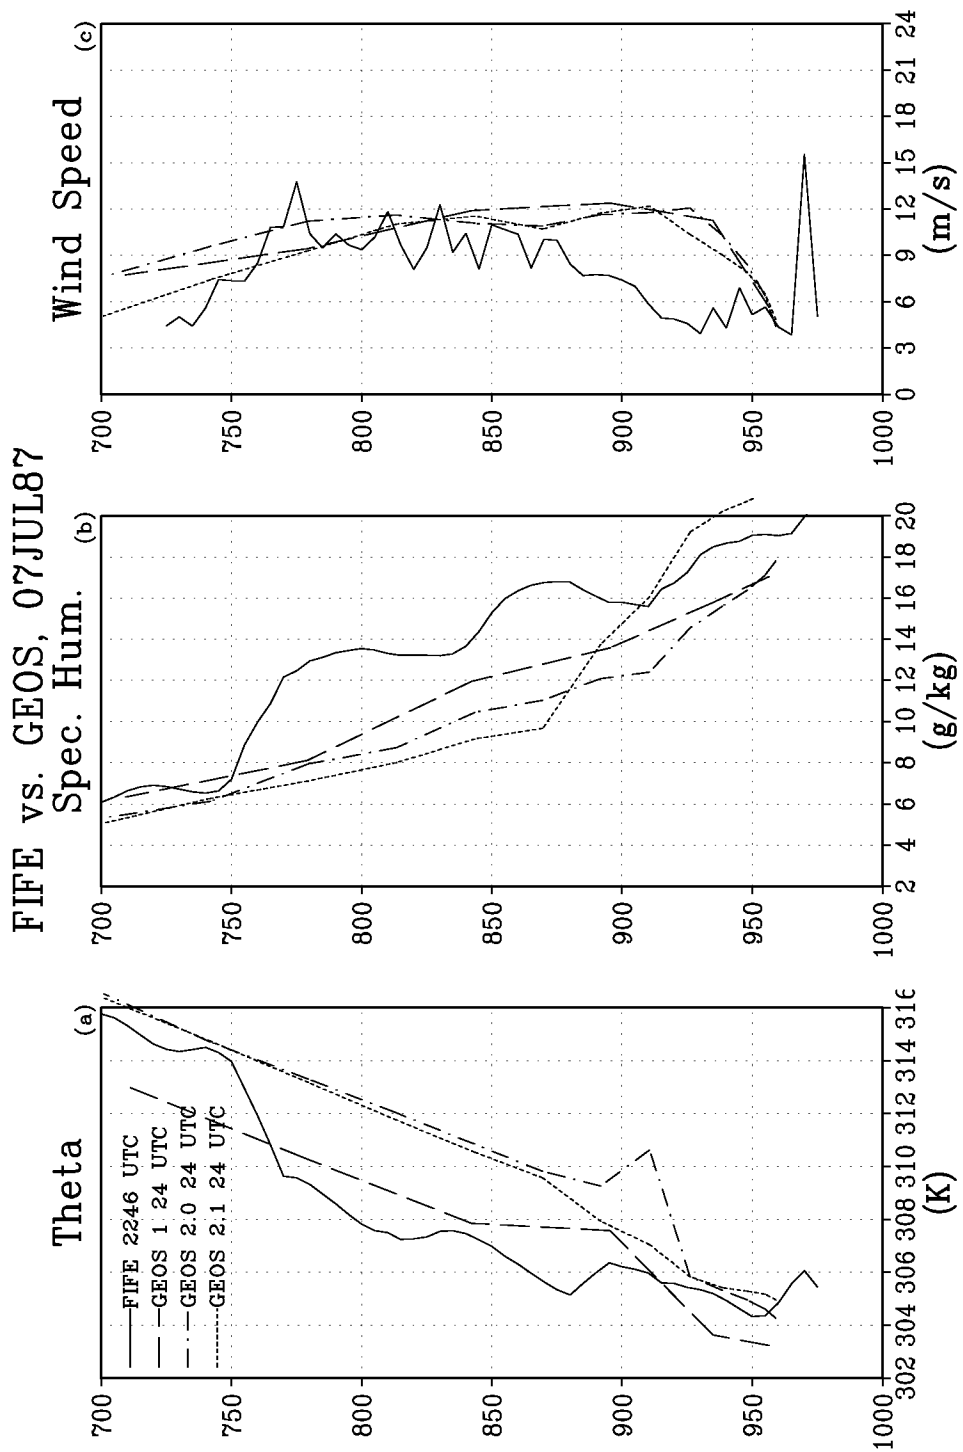 FIFE vs. GEOS, 07JUL87
Theta
(a)
FIFE 2246 UTC
GEOS 1 24 UTC
GEOS 2.0 24 UTC
GEOS 2.1 24 UTC
700
750
800
850
900
950
1000
302 304 306 308 310 312 314 316
(K)
Spec. Hum.
(b)
700
750
800
850
900
950
1000
2 4 6 8 10 12 14 16 18 20
(g/kg)
Wind Speed
(c)
700
750
800
850
900
950
1000
0 3 6 9 12 15 18 21 24
(m/s)